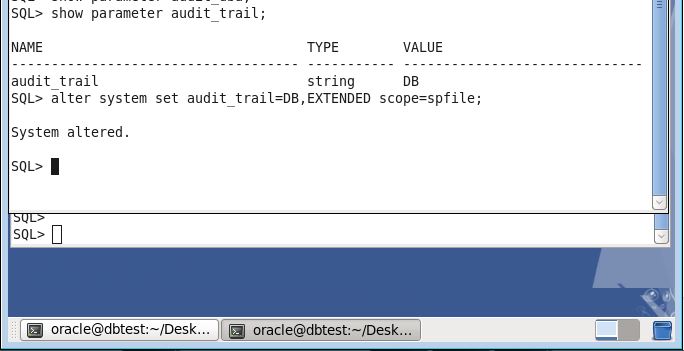 SQL> show parameter audit_trail;
NAME TYPE VALUE
------------------------------------ ----------- ------------------------------
audit_trail string DB
SQL> alter system set audit_trail=DB,EXTENDED scope=spfile;
System altered.
SQL>
SQL>
SQL>
oracle@dbtest:~/Desk... oracle@dbtest:~/Desk...